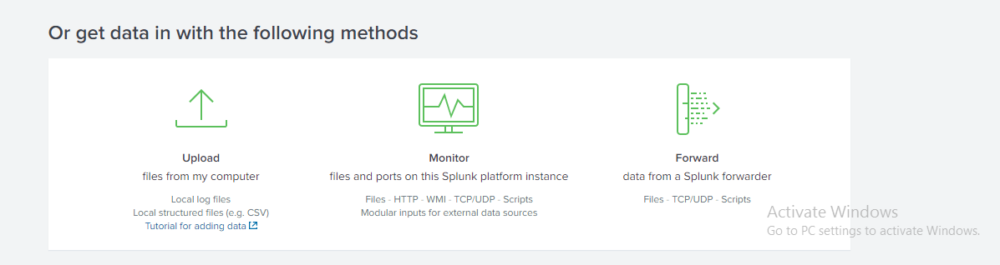 Or get data in with the following methods
Upload
files from my computer
Local log files
Local structured files (e.g. CSV)
Tutorial for adding data
Monitor
files and ports on this Splunk platform instance
Files - HTTP - WMI - TCP/UDP - Scripts
Modular inputs for external data sources
Forward
data from a Splunk forwarder
Files - TCP/UDP - Scripts
Activate Windows
Go to PC settings to activate Windows.